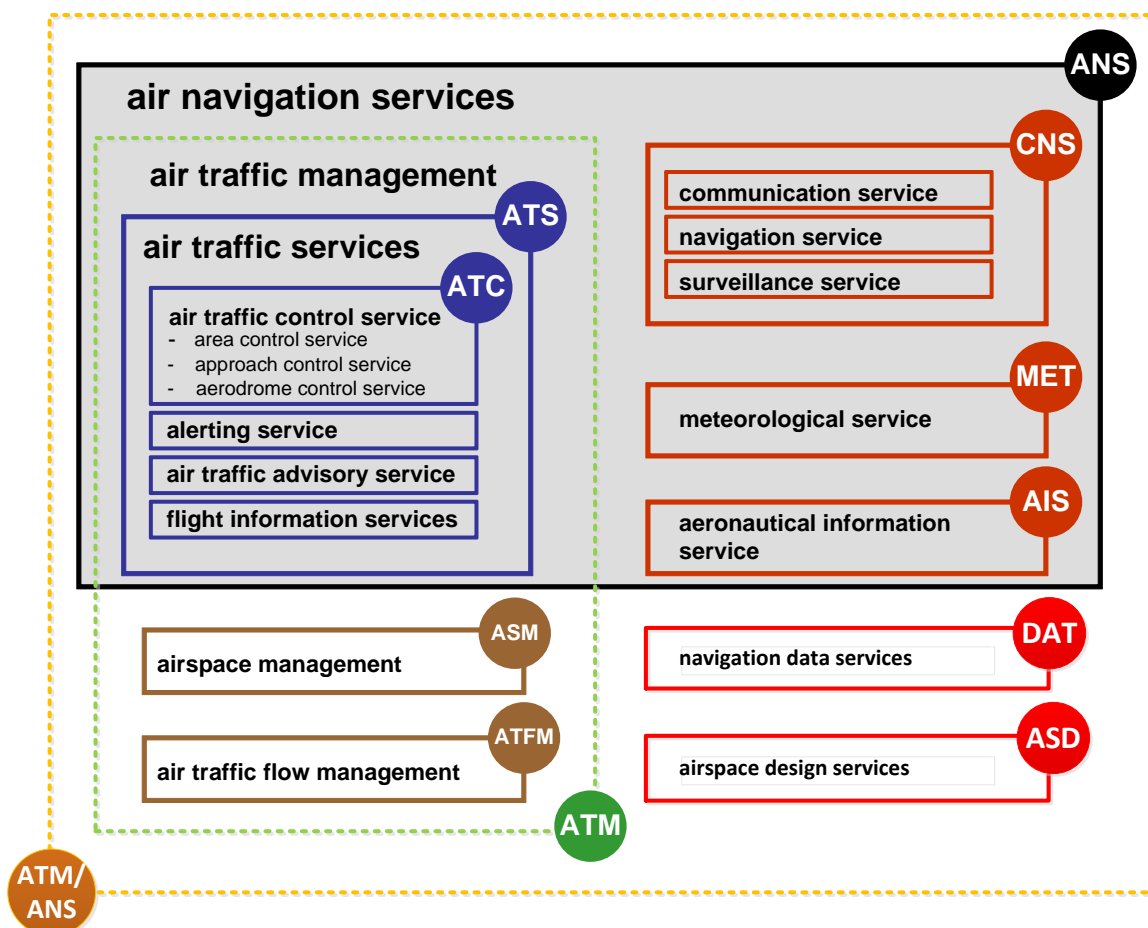 ANS
air navigation services
CNS
air traffic management
communication service
ATS
navigation service
air traffic services
surveillance service
ATC
air traffic control service
- area control service
- approach control service
- aerodrome control service
MET
meteorological service
alerting service
air traffic advisory service
flight information services
AIS
aeronautical information
service
ASM
airspace management
DAT
navigation data services
ATFM
air traffic flow management
ASD
airspace design services
ATM
ATM/
ANS